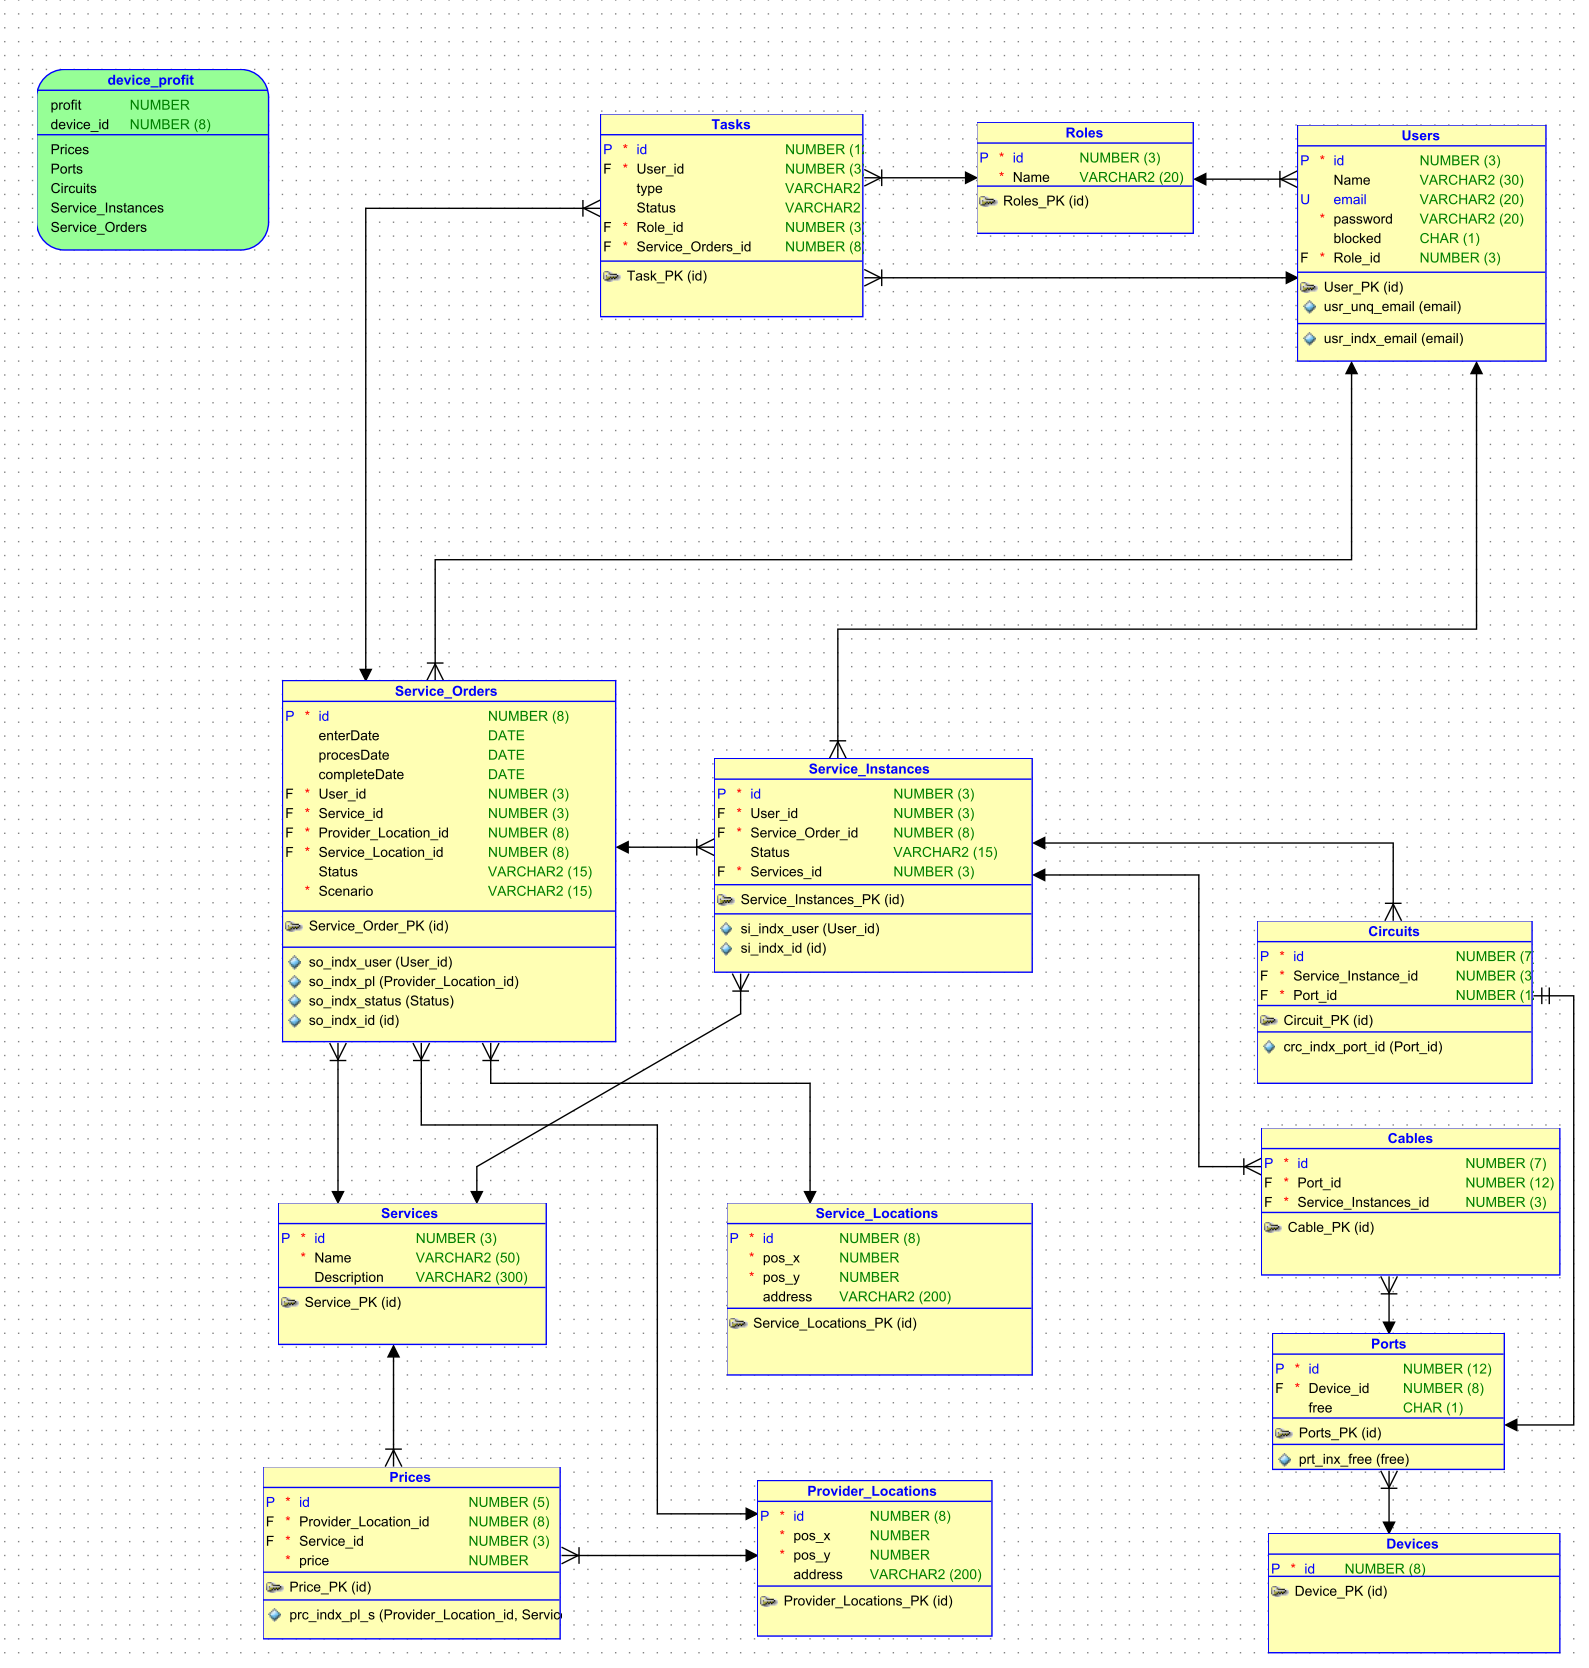 device_profit
profit NUMBER
device_id NUMBER (8)
Prices
Ports
Circuits
Service_Instances
Service_Orders
Tasks
P * id NUMBER (1
F * User_id NUMBER (3
type VARCHAR2
Status VARCHAR2
F * Role_id NUMBER (3
F * Service_Orders_id NUMBER (8
Task_PK (id)
Roles
P * id NUMBER (3)
* Name VARCHAR2 (20)
Roles_PK (id)
Users
P * id NUMBER (3)
Name VARCHAR2 (30)
U email VARCHAR2 (20)
* password VARCHAR2 (20)
blocked CHAR (1)
F * Role_id NUMBER (3)
User_PK (id)
usr_unq_email (email)
usr_indx_email (email)
Service_Orders
P * id NUMBER (8)
enterDate DATE
procesDate DATE
completeDate DATE
F * User_id NUMBER (3)
F * Service_id NUMBER (3)
F * Provider_Location_id NUMBER (8)
F * Service_Location_id NUMBER (8)
Status VARCHAR2 (15)
* Scenario VARCHAR2 (15)
Service_Order_PK (id)
so_indx_user (User_id)
so_indx_pl (Provider_Location_id)
so_indx_status (Status)
so_indx_id (id)
Service_Instances
P * id NUMBER (3)
F * User_id NUMBER (3)
F * Service_Order_id NUMBER (8)
Status VARCHAR2 (15)
F * Services_id NUMBER (3)
Service_Instances_PK (id)
si_indx_user (User_id)
si_indx_id (id)
Circuits
P * id NUMBER (7
F * Service_Instance_id NUMBER (3
F * Port_id NUMBER (1
Circuit_PK (id)
crc_indx_port_id (Port_id)
Cables
P * id NUMBER (7)
F * Port_id NUMBER (12)
F * Service_Instances_id NUMBER (3)
Cable_PK (id)
Services
P * id NUMBER (3)
* Name VARCHAR2 (50)
Description VARCHAR2 (300)
Service_PK (id)
Service_Locations
P * id NUMBER (8)
* pos_x NUMBER
* pos_y NUMBER
address VARCHAR2 (200)
Service_Locations_PK (id)
Ports
P * id NUMBER (12)
F * Device_id NUMBER (8)
free CHAR (1)
Ports_PK (id)
prt_inx_free (free)
Prices
P * id NUMBER (5)
F * Provider_Location_id NUMBER (8)
F * Service_id NUMBER (3)
* price NUMBER
Price_PK (id)
prc_indx_pl_s (Provider_Location_id, Servic
Provider_Locations
P * id NUMBER (8)
* pos_x NUMBER
* pos_y NUMBER
address VARCHAR2 (200)
Provider_Locations_PK (id)
Devices
P * id NUMBER (8)
Device_PK (id)